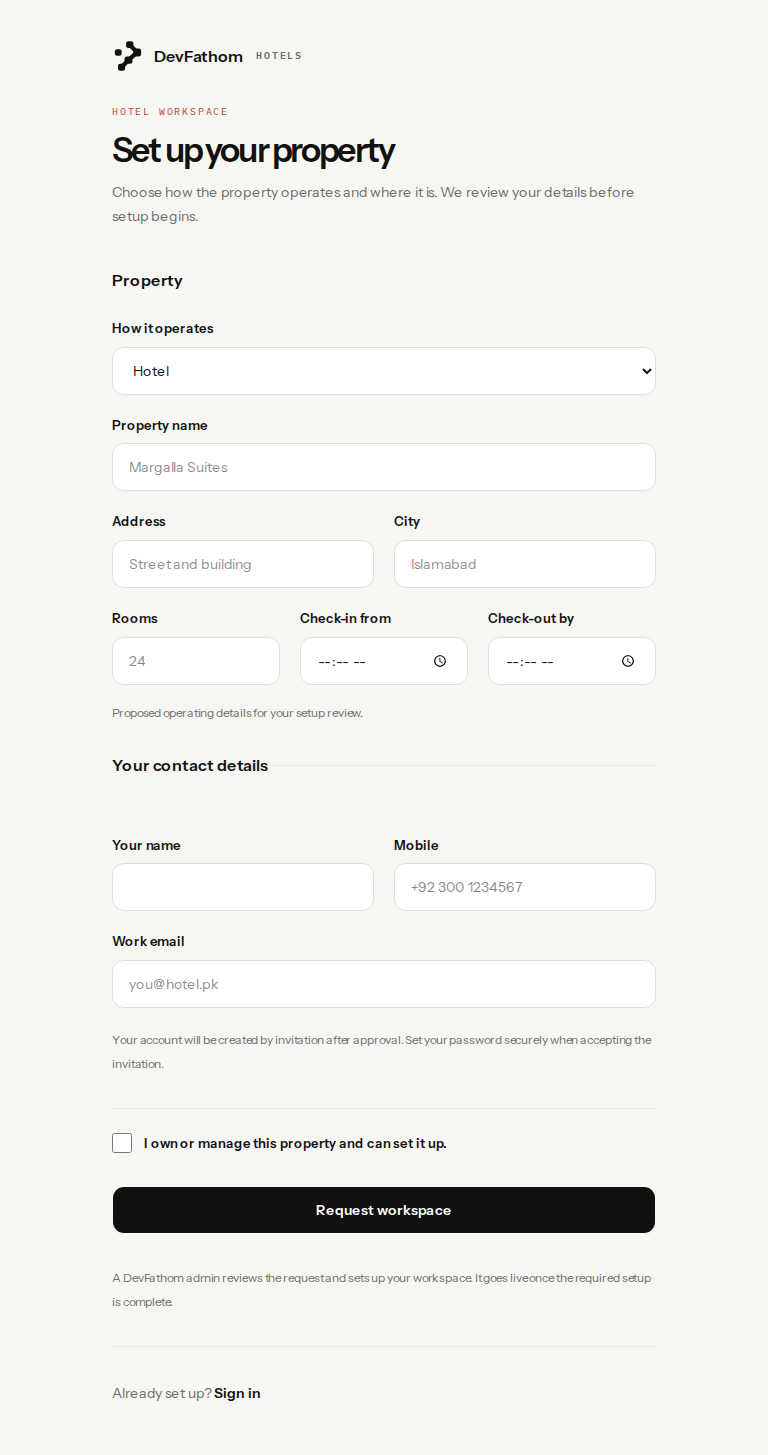 DevFathom HOTELS
HOTEL WORKSPACE
Set up your property
Choose how the property operates and where it is. We review your details before
setup begins.
Property
How it operates
Hotel
Property name
Margalla Suites
Address City
Street and building Islamabad
Rooms Check-in from Check-out by
24 --:-- -- --:-- --
Proposed operating details for your setup review.
Your contact details
Your name Mobile
+92 300 1234567
Work email
you@hotel.pk
Your account will be created by invitation after approval. Set your password securely when accepting the
invitation.
I own or manage this property and can set it up.
Request workspace
A DevFathom admin reviews the request and sets up your workspace. It goes live once the required setup
is complete.
Already set up? Sign in